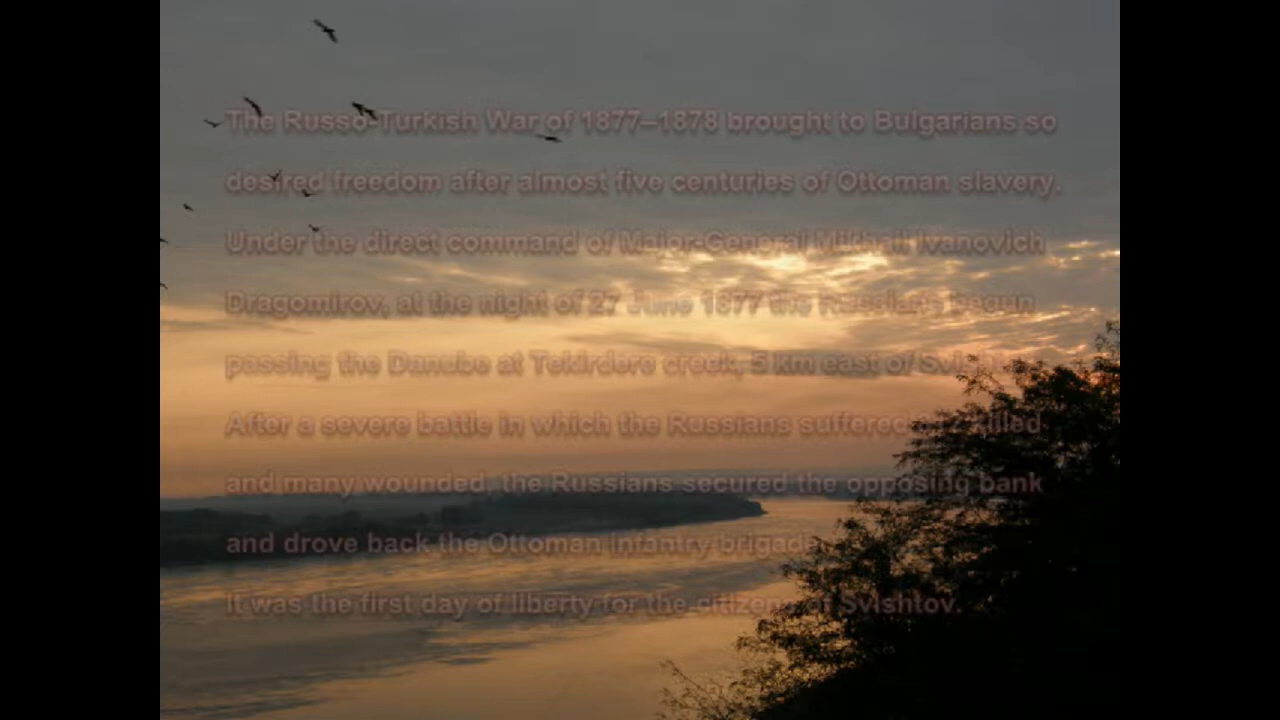 The Russo-Turkish War of 1877–1878 brought to Bulgarians so
desired freedom after almost five centuries of Ottoman slavery.
Under the direct command of Major-General Mikhail Ivanovich
Dragomirov, at the night of 27 June 1877 the Russians begun
passing the Danube at Tekirdere creek, 5 km east of
After a severe battle in which the Russians suffered killed
and many wounded, the Russians secured the opposing bank
and drove back the Ottoman infantry
It was the first day of liberty for the of Svishtov.